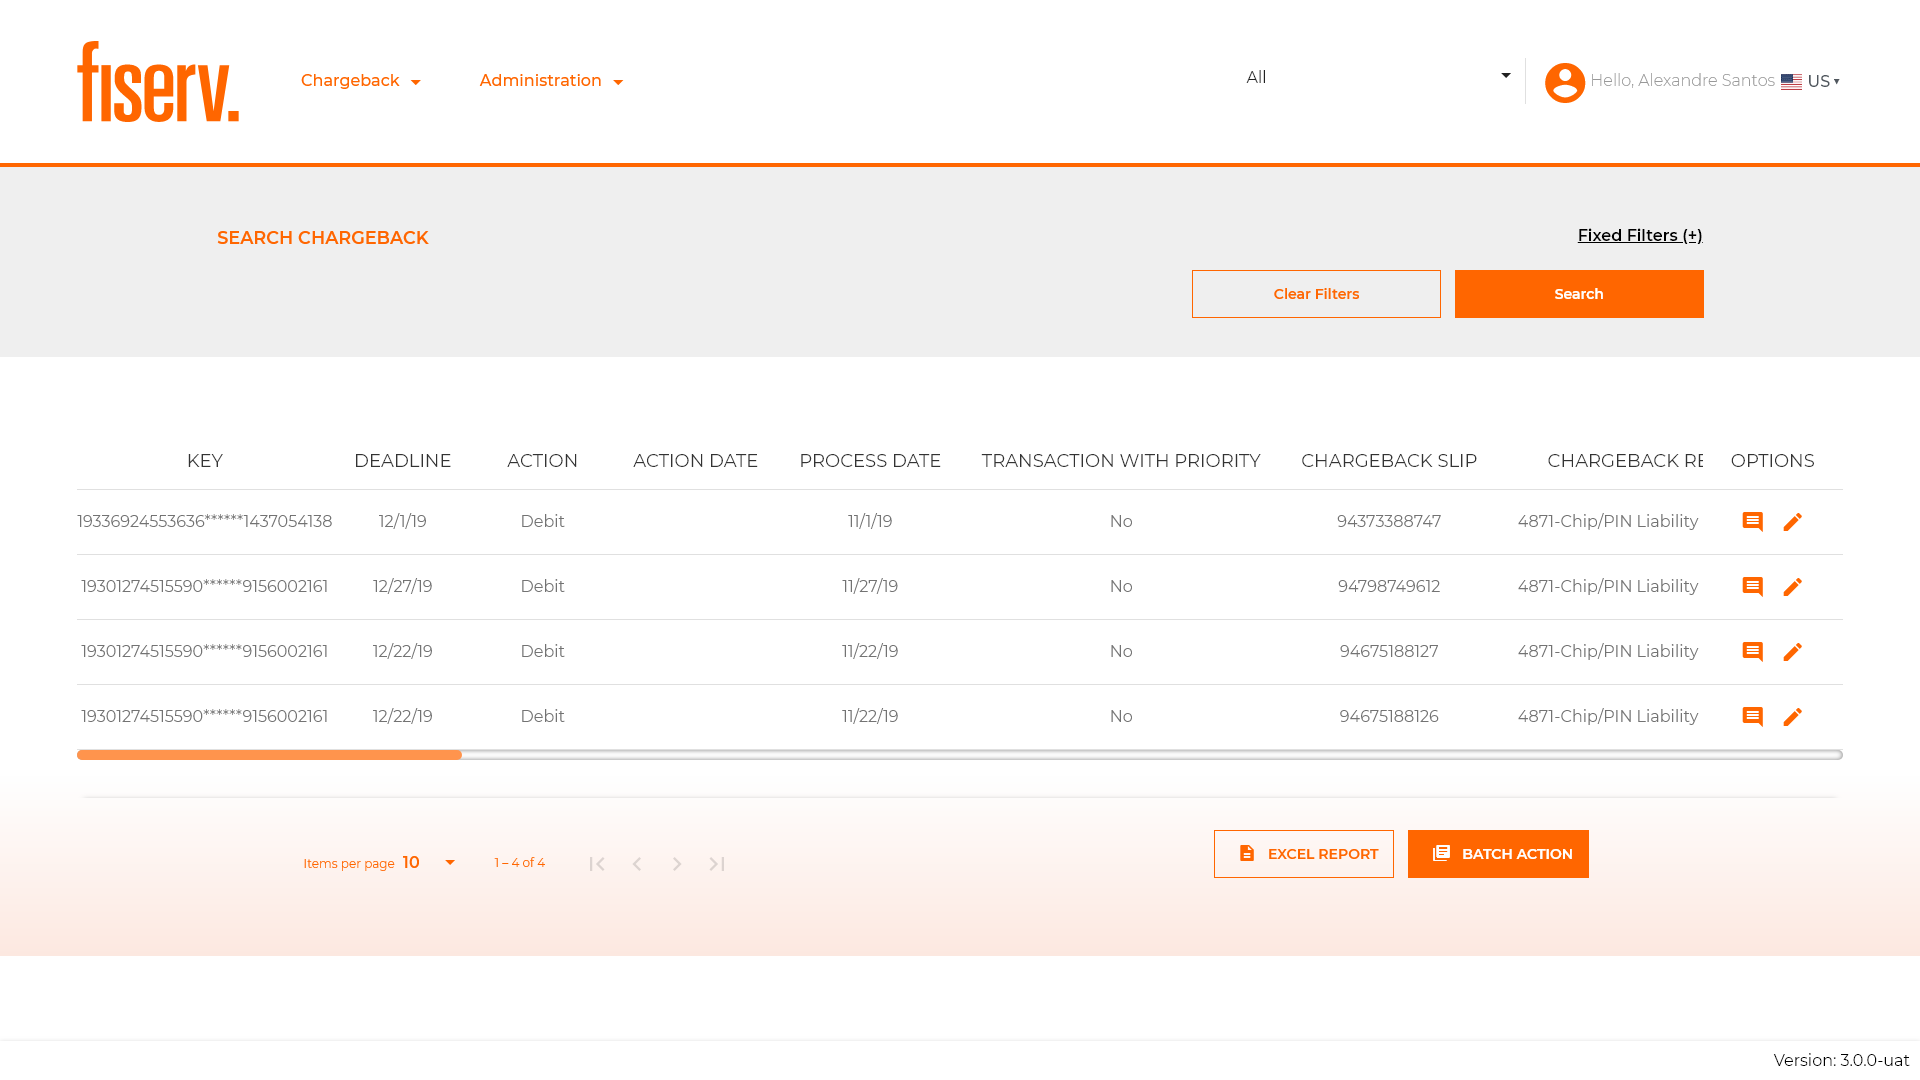 fiserv.
Chargeback
Administration
All
Hello, Alexandre Santos
US
SEARCH CHARGEBACK
Fixed Filters (+)
Clear Filters
Search
KEY DEADLINE ACTION ACTION DATE PROCESS DATE TRANSACTION WITH PRIORITY CHARGEBACK SLIP CHARGEBACK RE OPTIONS
19336924553636******1437054138 12/1/19 Debit 11/1/19 No 94373388747 4871-Chip/PIN Liability
19301274515590******9156002161 12/27/19 Debit 11/27/19 No 94798749612 4871-Chip/PIN Liability
19301274515590******9156002161 12/22/19 Debit 11/22/19 No 94675188127 4871-Chip/PIN Liability
19301274515590******9156002161 12/22/19 Debit 11/22/19 No 94675188126 4871-Chip/PIN Liability
Items per page 10 1 – 4 of 4
EXCEL REPORT
BATCH ACTION
Version: 3.0.0-uat